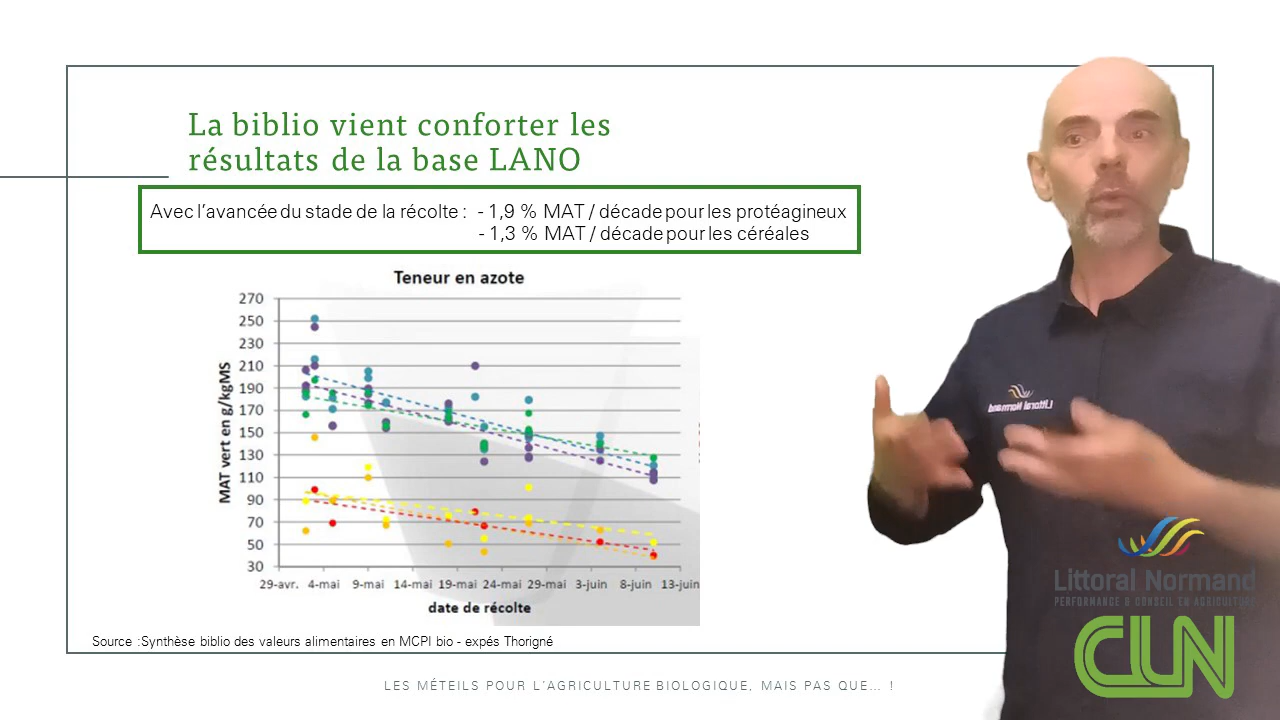 La biblio vient conforter les
résultats de la base LANO
Avec l'avancée du stade de la récolte : - 1,9 % MAT / décade pour les protéagineux
- 1,3 % MAT / décade pour les céréales
Teneur en azote
MAT vert en g/kgMS
270
250
230
210
190
170
150
130
110
90
70
50
30
29-avr. 4-mai 9-mai 14-mai 19-mai 24-mai 29-mai 3-juin 8-juin 13-juin
date de récolte
Source : Synthèse biblio des valeurs alimentaires en MCPI bio - expés Thorigné
LES MÉTEILS POUR L'AGRICULTURE BIOLOGIQUE, MAIS PAS QUE... !
Littoral Normand
Littoral Normand
PERFORMANCE & CONSEIL EN AGRICULTURE
CLN